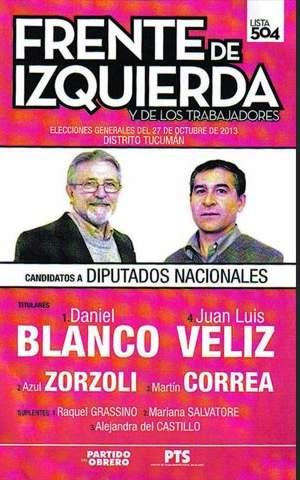 LISTA
504
FRENTE DE
IZQUIERDA
Y DE LOS TRABAJADORES
ELECCIONES GENERALES DEL 27 DE OCTUBRE DE 2013
DISTRITO TUCUMÁN
CANDIDATOS A DIPUTADOS NACIONALES
TITULARES
1. Daniel 4. Juan Luis
BLANCO VELIZ
2. Azul ZORZOLI 3. Martín CORREA
SUPLENTES 1. Raquel GRASSINO 2. Mariana SALVATORE
3. Alejandra del CASTILLO
PARTIDO OBRERO PTS